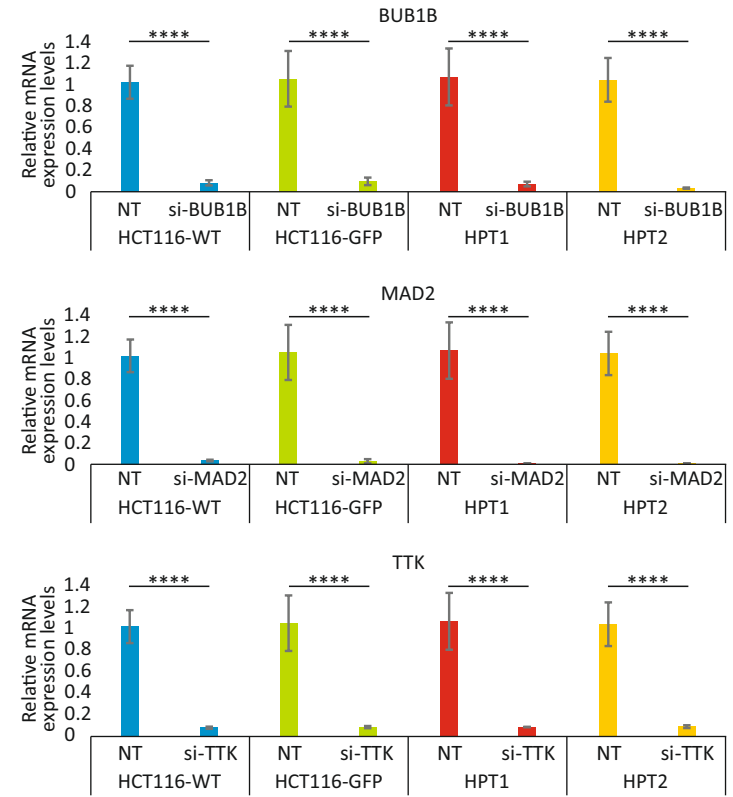 BUB1B
Relative mRNA
expression levels
1.4
1.2
1
0.8
0.6
0.4
0.2
0
**** **** **** ****
NT si-BUB1B NT si-BUB1B NT si-BUB1B NT si-BUB1B
HCT116-WT HCT116-GFP HPT1 HPT2
MAD2
Relative mRNA
expression levels
1.4
1.2
1
0.8
0.6
0.4
0.2
0
**** **** **** ****
NT si-MAD2 NT si-MAD2 NT si-MAD2 NT si-MAD2
HCT116-WT HCT116-GFP HPT1 HPT2
TTK
Relative mRNA
expression levels
1.4
1.2
1
0.8
0.6
0.4
0.2
0
**** **** **** ****
NT si-TTK NT si-TTK NT si-TTK NT si-TTK
HCT116-WT HCT116-GFP HPT1 HPT2